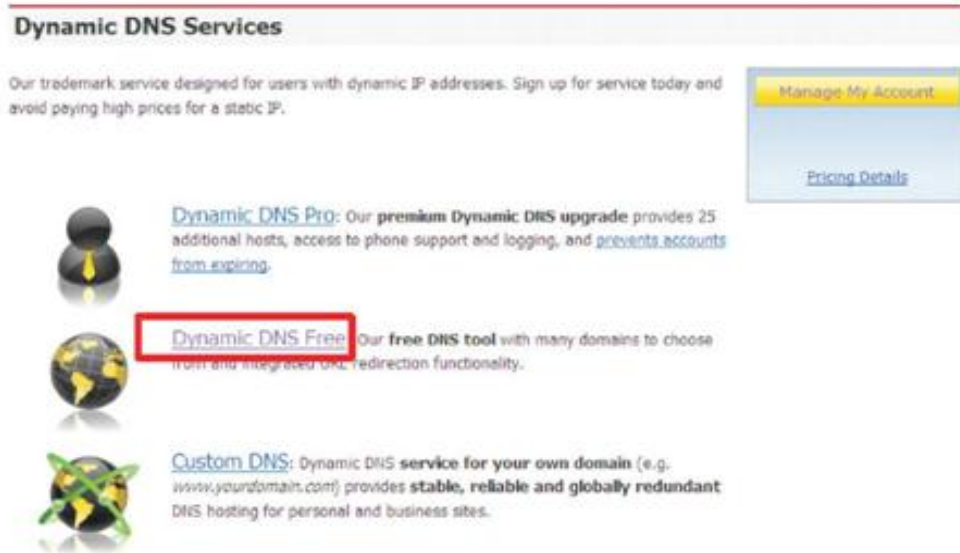 Dynamic DNS Services
Our trademark service designed for users with dynamic IP addresses. Sign up for service today and
avoid paying high prices for a static IP.
Manage My Account
Pricing Details
Dynamic DNS Pro: Our premium Dynamic DNS upgrade provides 25
additional hosts, access to phone support and logging, and prevents accounts
from expiring.
Dynamic DNS Free: Our free DNS tool with many domains to choose
from and integrated URL redirection functionality.
Custom DNS: Dynamic DNS service for your own domain (e.g.
www.yourdomain.com) provides stable, reliable and globally redundant
DNS hosting for personal and business sites.